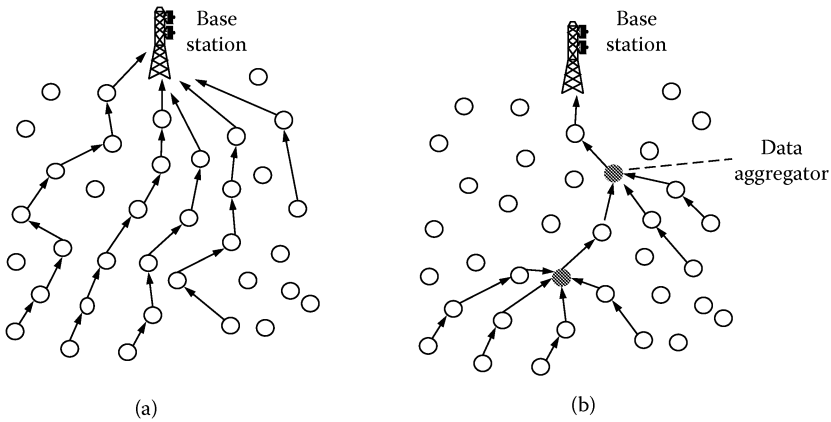 Base
station
Base
station
Data
aggregator
(a)
(b)